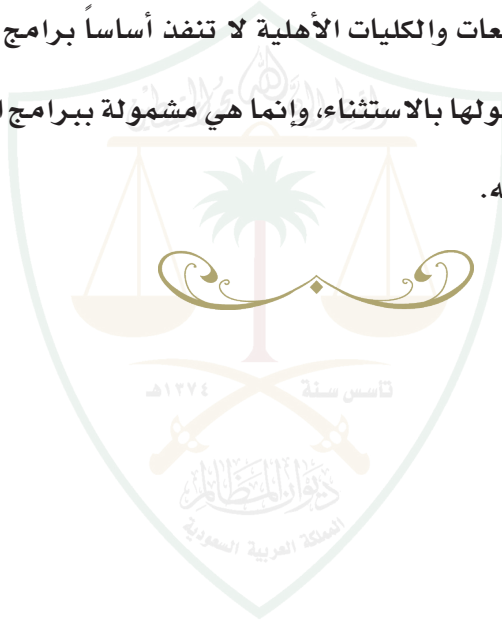 عات والكليات الأهلية لا تنفذ أساساً برامج
ولها بالاستثناء، وإنما هي مشمولة ببرامج ا
ه.
تأسس سنة ١٣٧٤هـ
ديوان المظالم
المملكة العربية السعودية